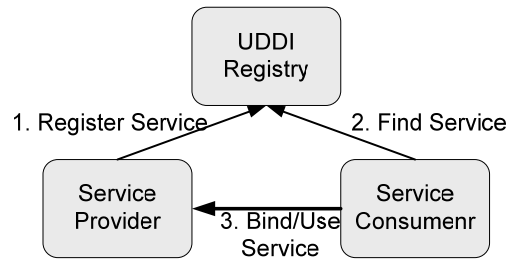 UDDI
Registry
1. Register Service
2. Find Service
Service
Provider
Service
Consumenr
3. Bind/Use
Service